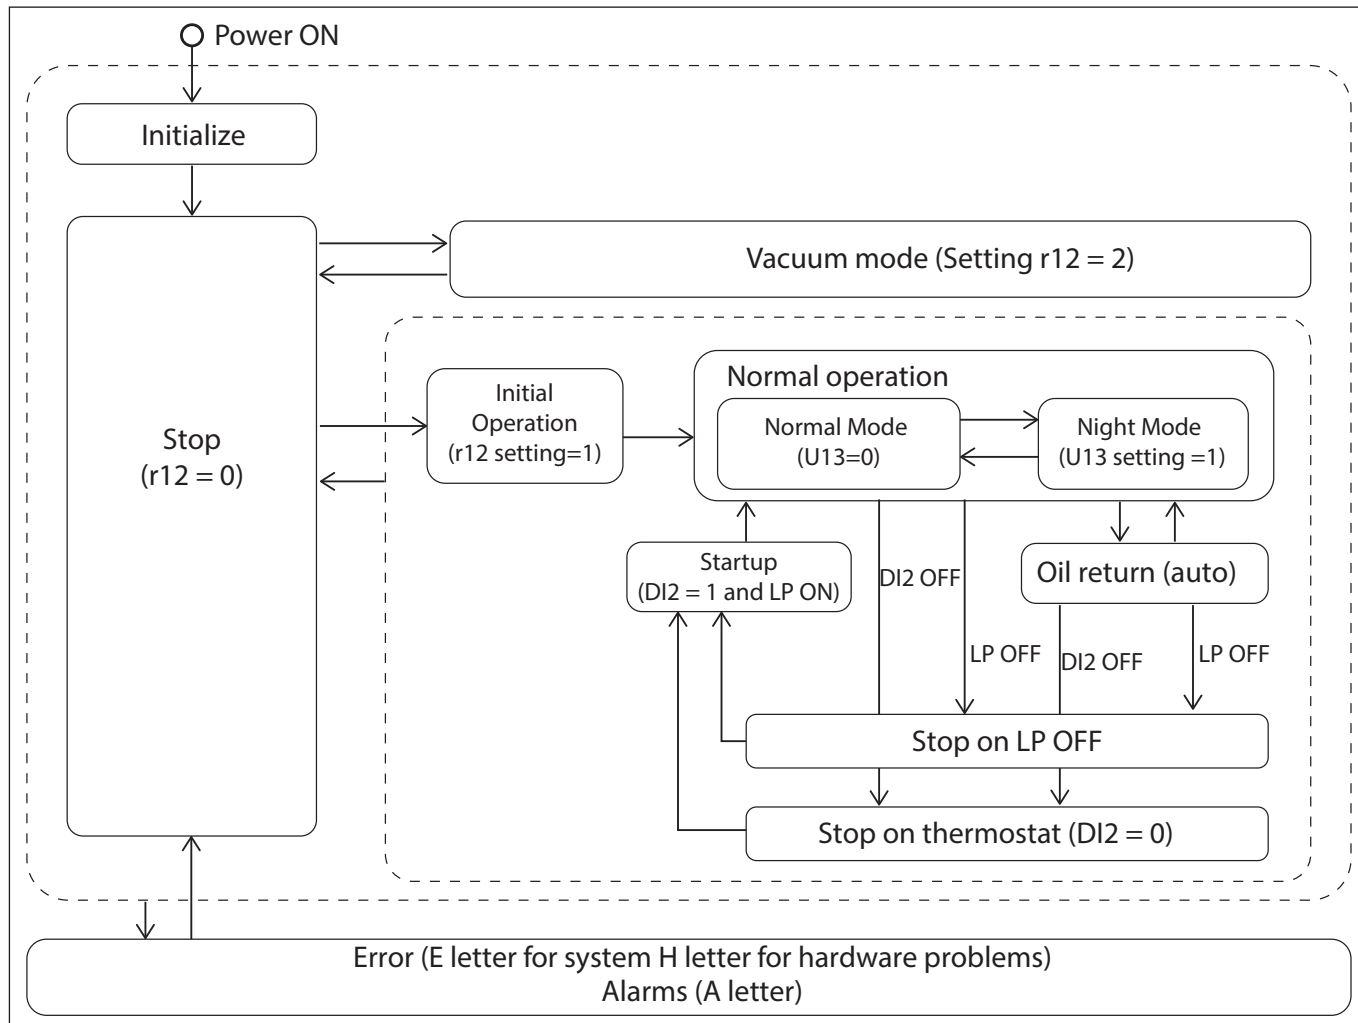 Power ON
Initialize
Vacuum mode (Setting r12 = 2)
Stop
(r12 = 0)
Initial
Operation
(r12 setting=1)
Normal operation
Normal Mode
(U13=0)
Night Mode
(U13 setting =1)
Startup
(DI2 = 1 and LP ON)
DI2 OFF
Oil return (auto)
LP OFF
DI2 OFF
LP OFF
Stop on LP OFF
Stop on thermostat (DI2 = 0)
Error (E letter for system H letter for hardware problems)
Alarms (A letter)